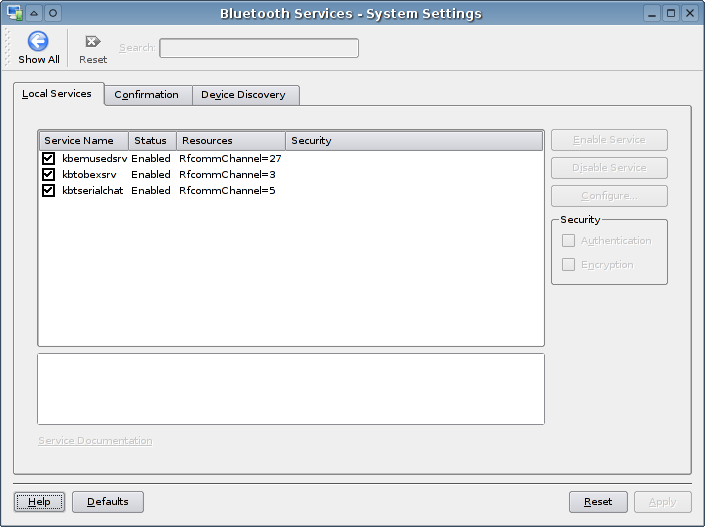 Bluetooth Services - System Settings
Show All
Reset
Search:
Local Services
Confirmation
Device Discovery
Service Name Status Resources Security
kbemusedsrv Enabled RfcommChannel=27
kbtobexsrv Enabled RfcommChannel=3
kbtserialchat Enabled RfcommChannel=5
Enable Service
Disable Service
Configure...
Security
Authentication
Encryption
Service Documentation
Help
Defaults
Reset
Apply